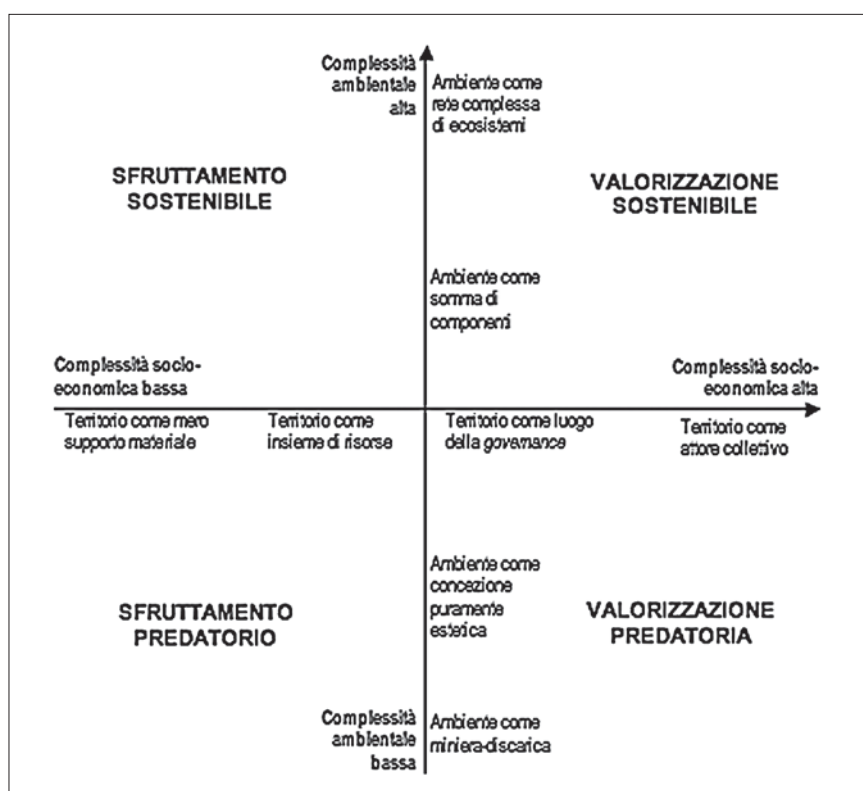 Complessità
ambientale
alta
Ambiente come
rete complessa
di ecosistemi
SFRUTTAMENTO
SOSTENIBILE
VALORIZZAZIONE
SOSTENIBILE
Ambiente come
somma di
componenti
Complessità socio-
economica bassa
Complessità socio-
economica alta
Territorio come mero
supporto materiale
Territorio come
insieme di risorse
Territorio come luogo
della governance
Territorio come
attore collettivo
Ambiente come
concezione
puramente
estetica
SFRUTTAMENTO
PREDATORIO
VALORIZZAZIONE
PREDATORIA
Complessità
ambientale
bassa
Ambiente come
miniera-discarica